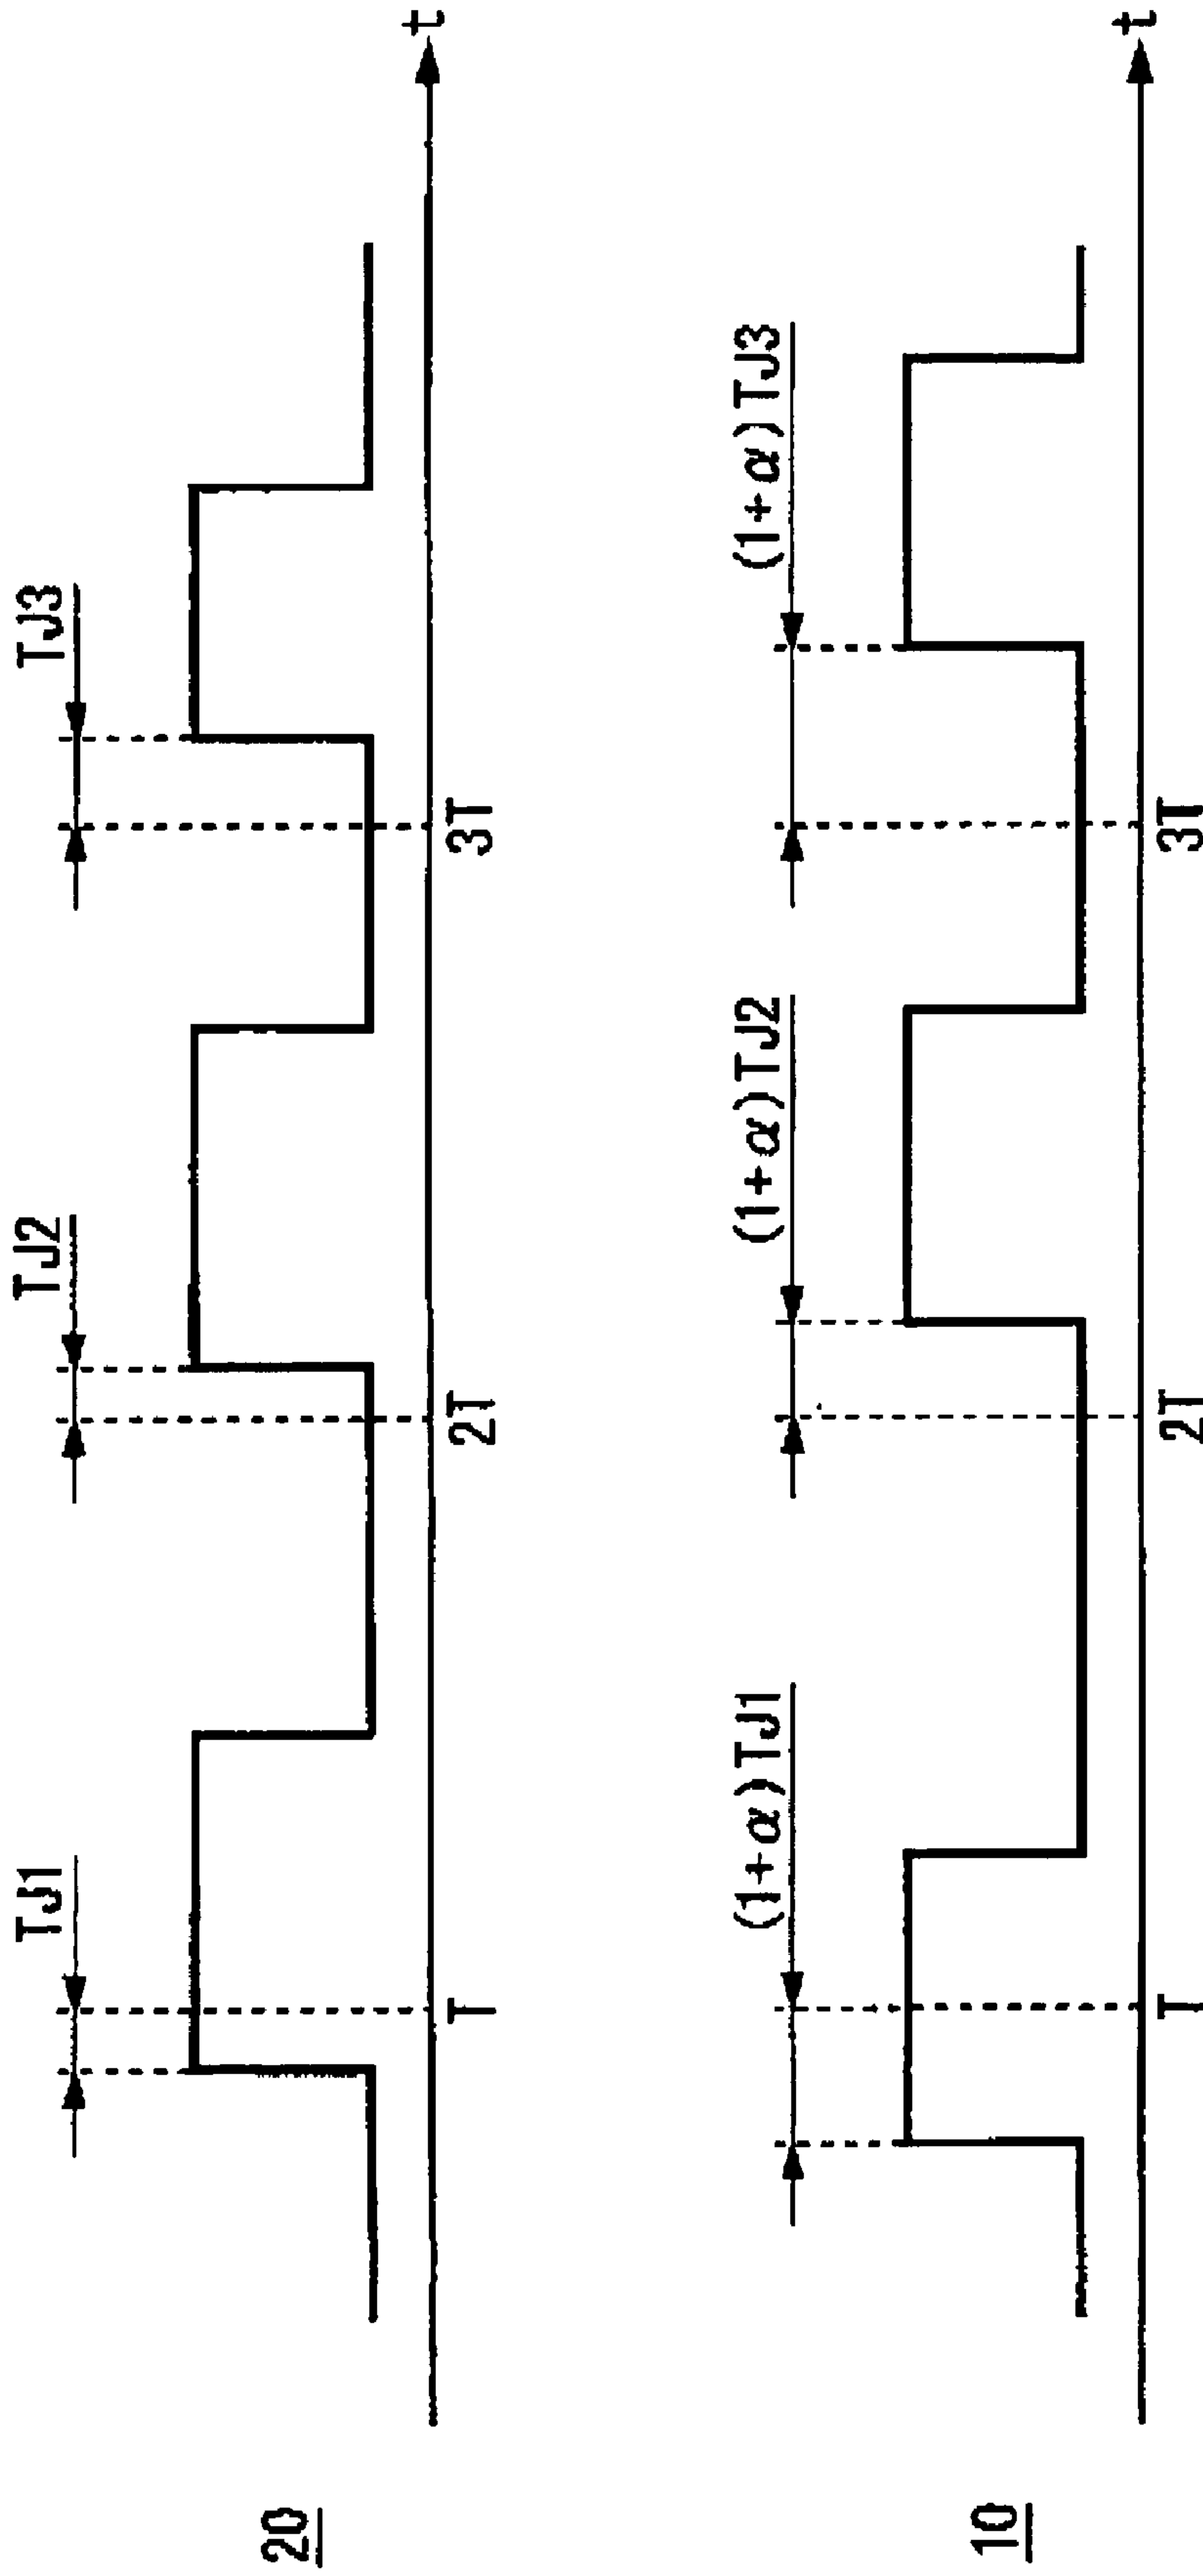 20
TJ1
TJ2
TJ3
T
2T
3T
t
10
(1+α)TJ1
(1+α)TJ2
(1+α)TJ3
T
2T
3T
t